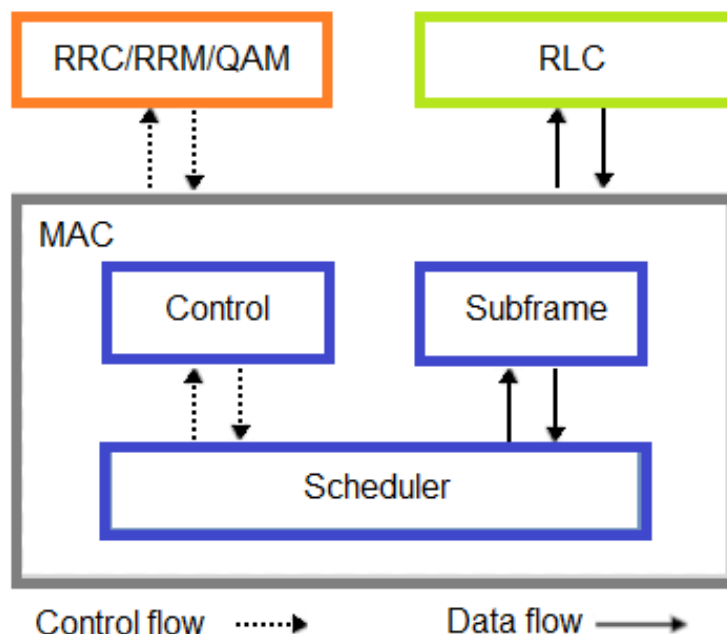 RRC/RRM/QAM
RLC
MAC
Control
Subframe
Scheduler
Control flow
Data flow